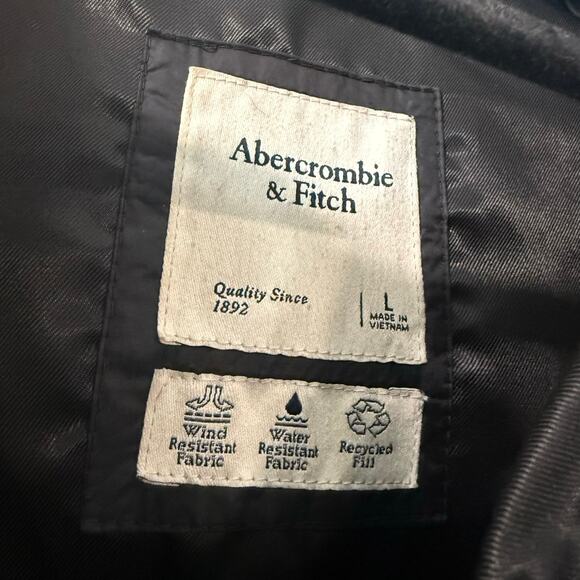 Abercrombie
& Fitch
Quality Since
1892
L
MADE IN
VIETNAM
Wind
Resistant
Fabric
Water
Resistant
Fabric
Recycled
Fill